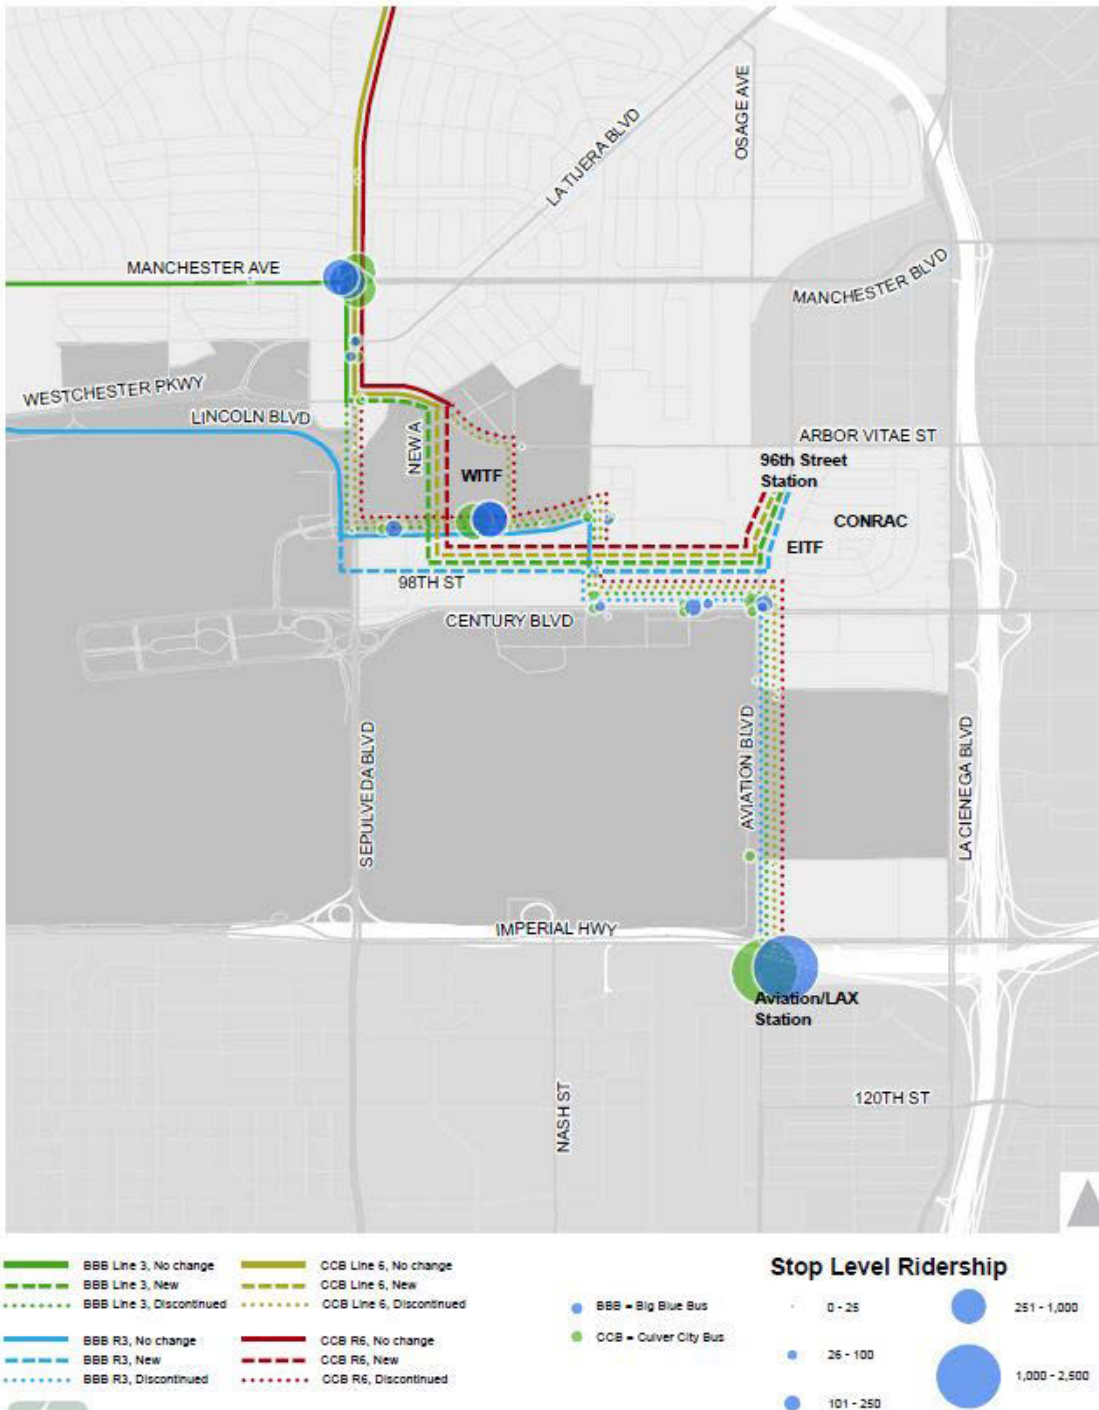 OSAGE AVE
LA TIJERA BLVD
MANCHESTER AVE
MANCHESTER BLVD
WESTCHESTER PKWY
LINCOLN BLVD
NEW A
ARBOR VITAE ST
96th Street
Station
WITF
CONRAC
EITF
98TH ST
CENTURY BLVD
SEPULVEDA BLVD
AVIATION BLVD
LA CIENEGA BLVD
IMPERIAL HWY
Aviation/LAX
Station
NASH ST
120TH ST
BBB Line 3, No change
BBB Line 3, New
BBB Line 3, Discontinued
BBB R3, No change
BBB R3, New
BBB R3, Discontinued
CCB Line 6, No change
CCB Line 6, New
CCB Line 6, Discontinued
CCB R6, No change
CCB R6, New
CCB R6, Discontinued
BBB = Big Blue Bus
CCB = Culver City Bus
Stop Level Ridership
0 - 25
26 - 100
101 - 250
251 - 1,000
1,000 - 2,500